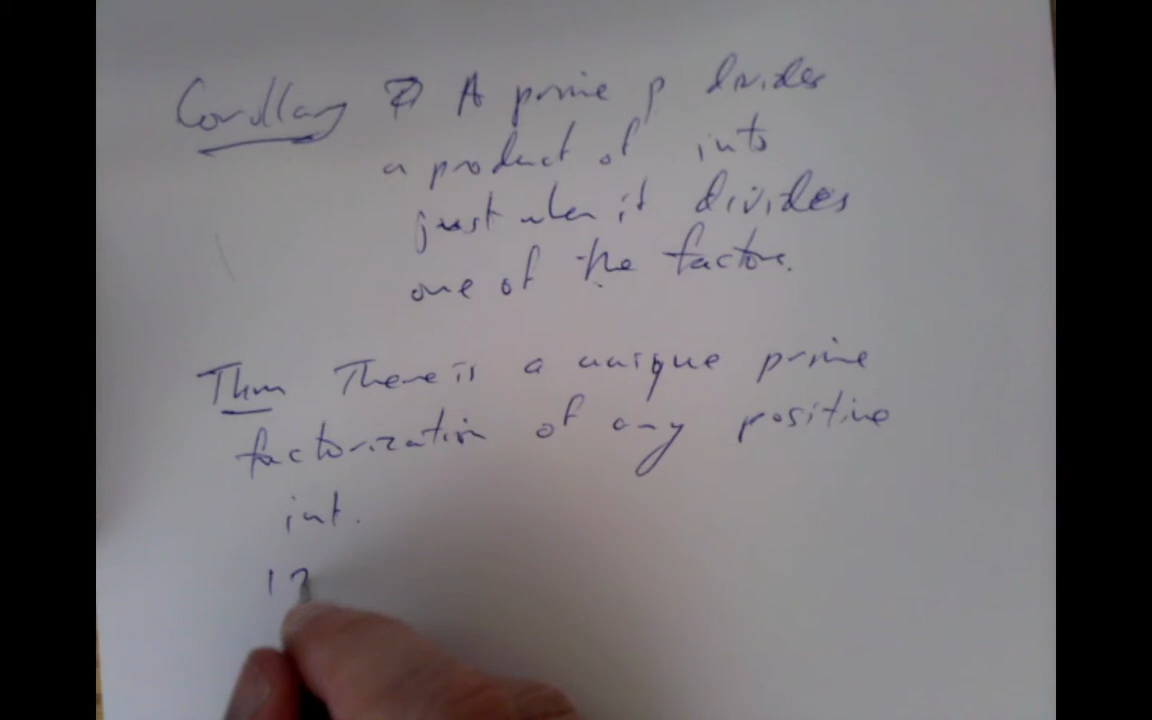 Corollary A prime p divides
a product of ints
just when it divides
one of the factors.
Thm There is a unique prime
factorization of any positive
int.
12